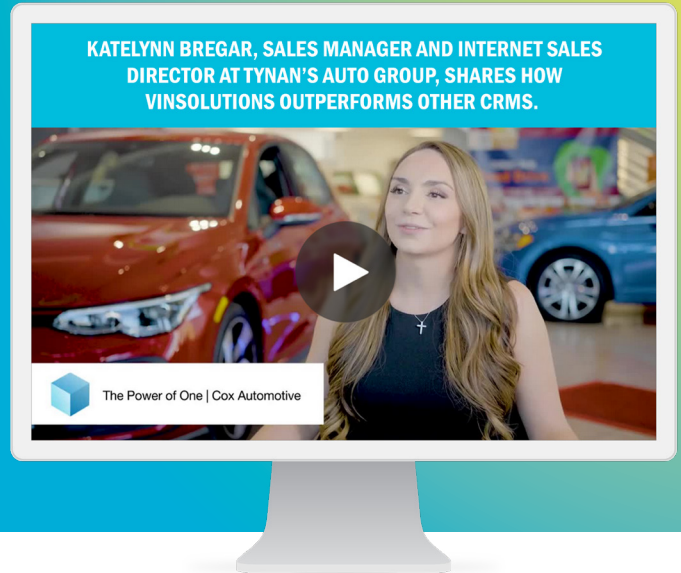 KATELYNN BREGAR, SALES MANAGER AND INTERNET SALES
DIRECTOR AT TYNAN’S AUTO GROUP, SHARES HOW
VINSOLUTIONS OUTPERFORMS OTHER CRMS.
The Power of One | Cox Automotive